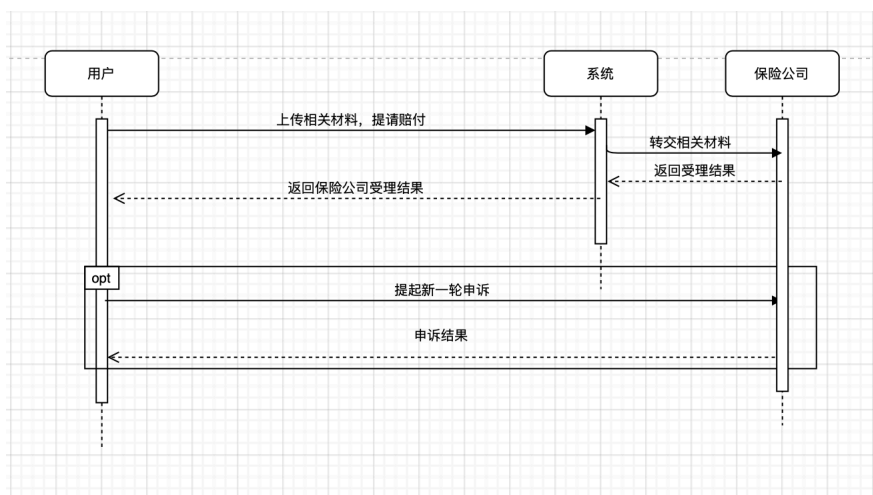 用户
系统
保险公司
上传相关材料，提请赔付
转交相关材料
返回受理结果
返回保险公司受理结果
opt
提起新一轮申诉
申诉结果